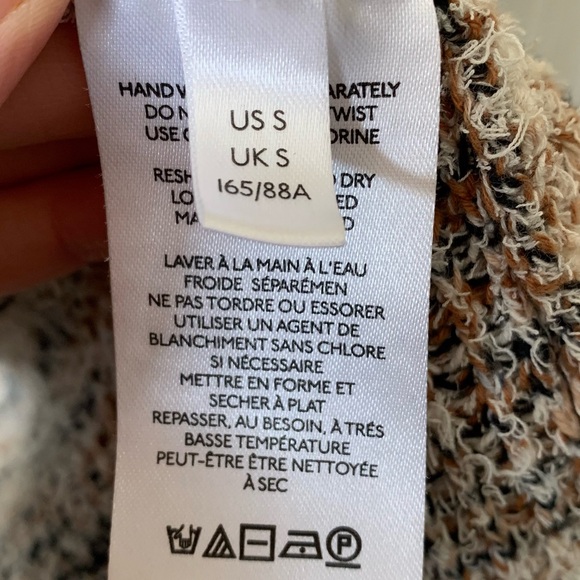 HAND W
ARATELY
DO N
TWIST
USE
ORINE
RESH
DRY
LO
ED
MA
D
US S
UK S
165/88A
LAVER À LA MAIN À L'EAU
FROIDE SÉPARÉMEN
NE PAS TORDRE OU ESSORER
UTILISER UN AGENT DE
BLANCHIMENT SANS CHLORE
SI NÉCESSAIRE
METTRE EN FORME ET
SECHER À PLAT
REPASSER, AU BESOIN, À TRÉS
BASSE TEMPÉRATURE
PEUT-ÊTRE ÊTRE NETTOYÉE
À SEC
P